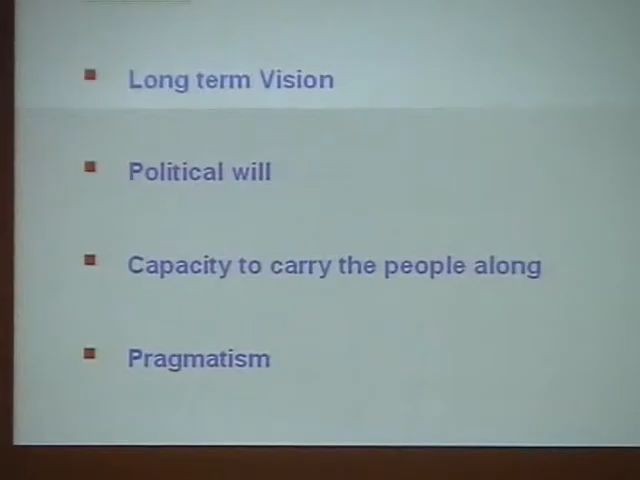 Long term Vision
Political will
Capacity to carry the people along
Pragmatism